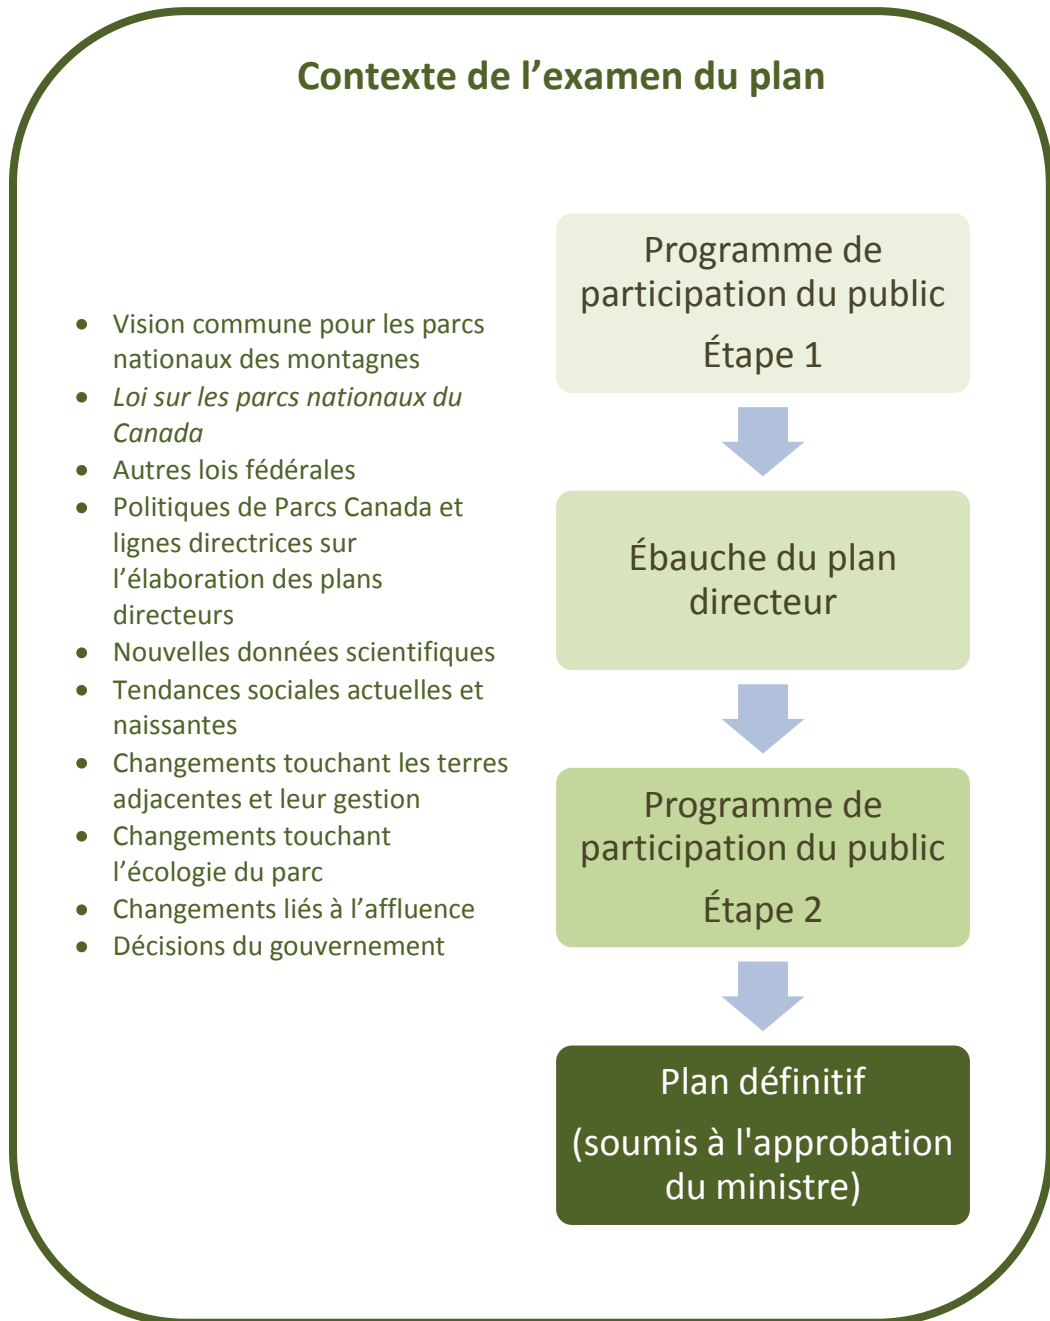 Contexte de l’examen du plan
• Vision commune pour les parcs
nationaux des montagnes
• Loi sur les parcs nationaux du
Canada
• Autres lois fédérales
• Politiques de Parcs Canada et
lignes directrices sur
l’élaboration des plans
directeurs
• Nouvelles données scientifiques
• Tendances sociales actuelles et
naissantes
• Changements touchant les terres
adjacentes et leur gestion
• Changements touchant
l’écologie du parc
• Changements liés à l’affluence
• Décisions du gouvernement
Programme de
participation du public
Étape 1
Ébauche du plan
directeur
Programme de
participation du public
Étape 2
Plan définitif
(soumis à l'approbation
du ministre)